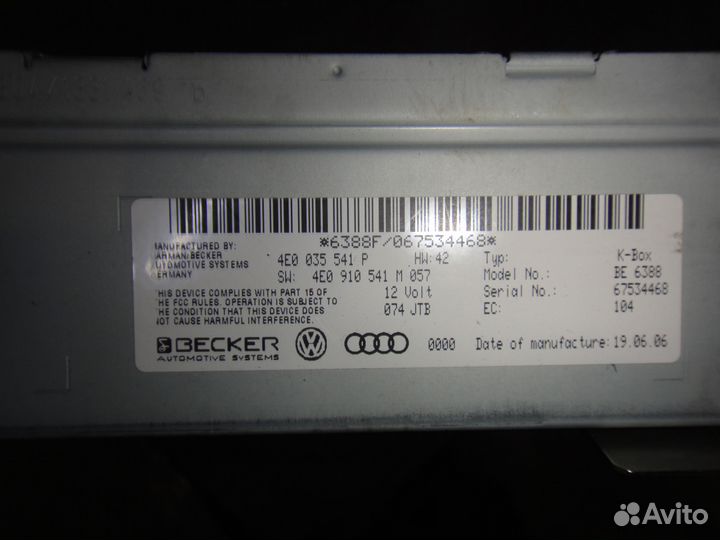 *6388F/067534468*
MANUFACTURED BY:
HARMAN/BECKER
AUTOMOTIVE SYSTEMS
GERMANY
4E0 035 541 P HW:42
SW: 4E0 910 541 M 057
Typ: K-Box
Model No.: BE 6388
Serial No.: 67534468
EC: 104
12 Volt
074 JTB
THIS DEVICE COMPLIES WITH PART 15 OF
THE FCC RULES. OPERATION IS SUBJECT TO
THE CONDITION THAT THIS DEVICE DOES
NOT CAUSE HARMFUL INTERFERENCE.
BECKER
AUTOMOTIVE SYSTEMS
0000 Date of manufacture: 19.06.06
Avito